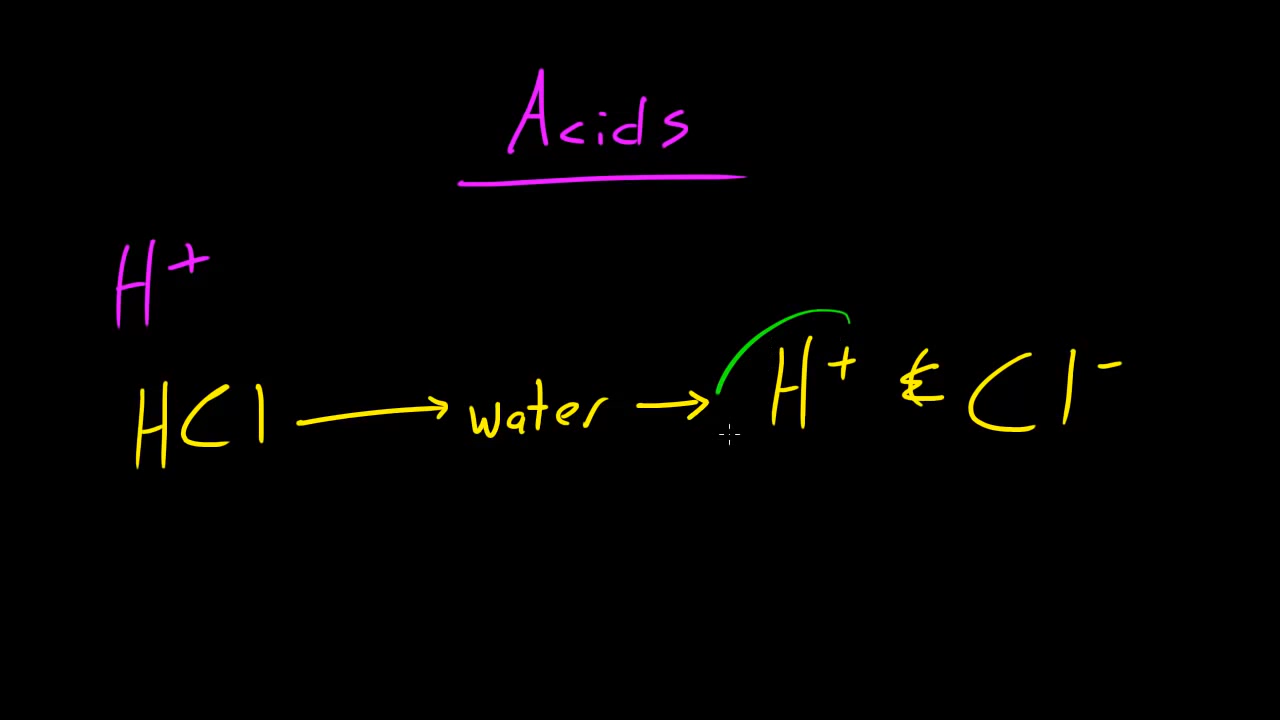 Acids
H⁺
HCl → water → H⁺ & Cl⁻